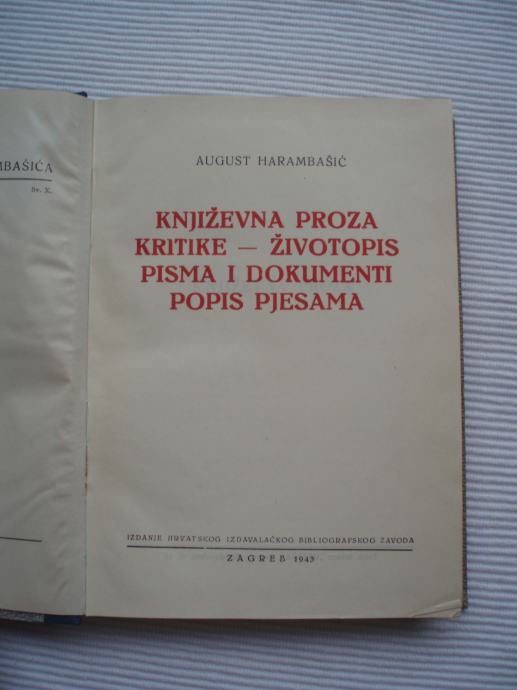 MBAŠIĆA
Sv. X.
AUGUST HARAMBAŠIĆ
KNJIŽEVNA PROZA
KRITIKE — ŽIVOTOPIS
PISMA I DOKUMENTI
POPIS PJESAMA
IZDANJE HRVATSKOG IZDAVALAČKOG BIBLIOGRAFSKOG ZAVODA
ZAGREB 1943